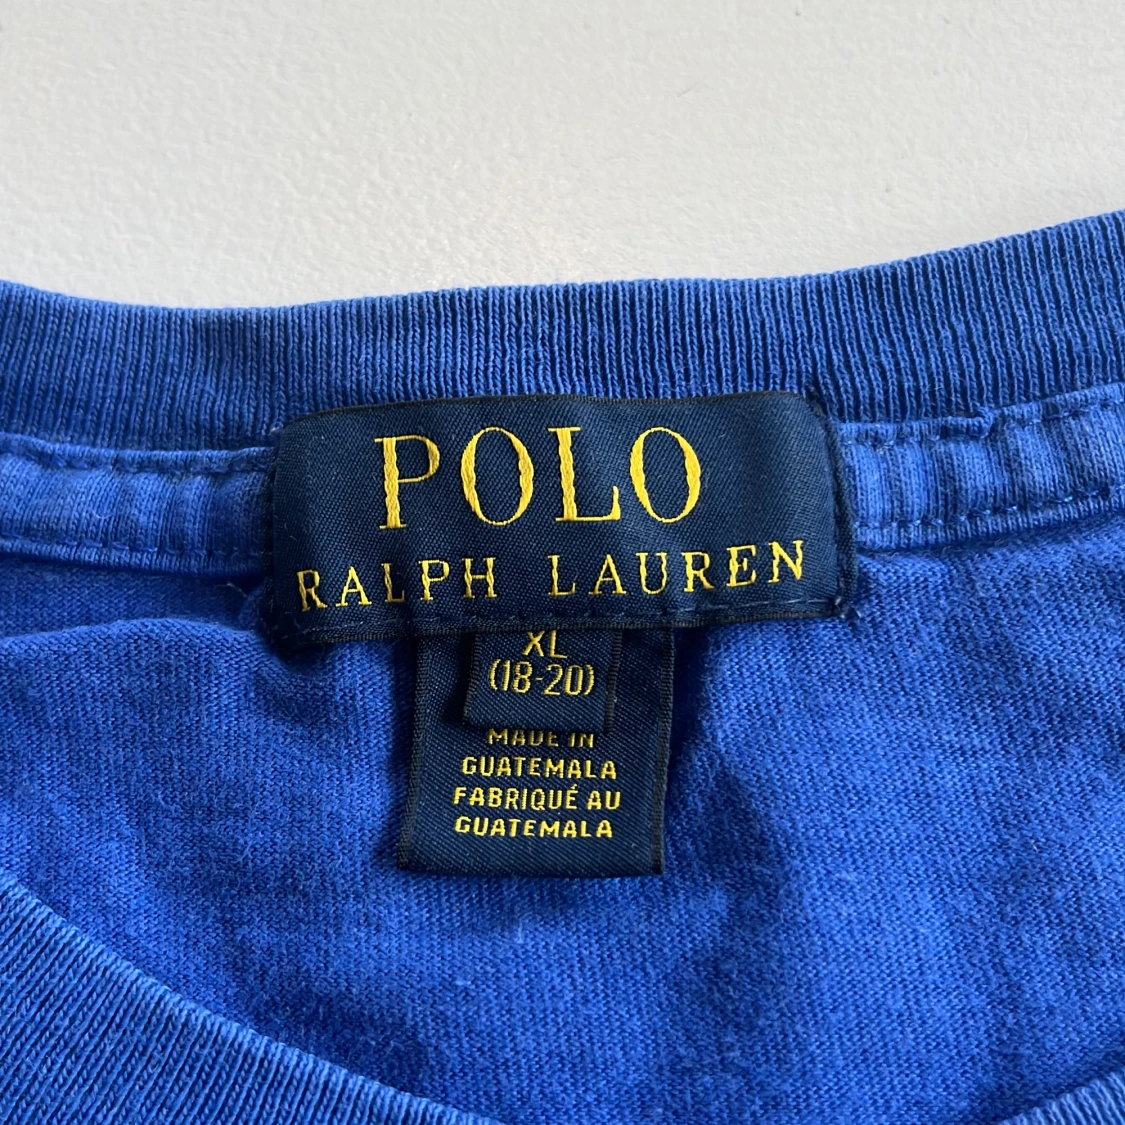 POLO
RALPH LAUREN
XL
(18-20)
MADE IN
GUATEMALA
FABRIQUÉ AU
GUATEMALA